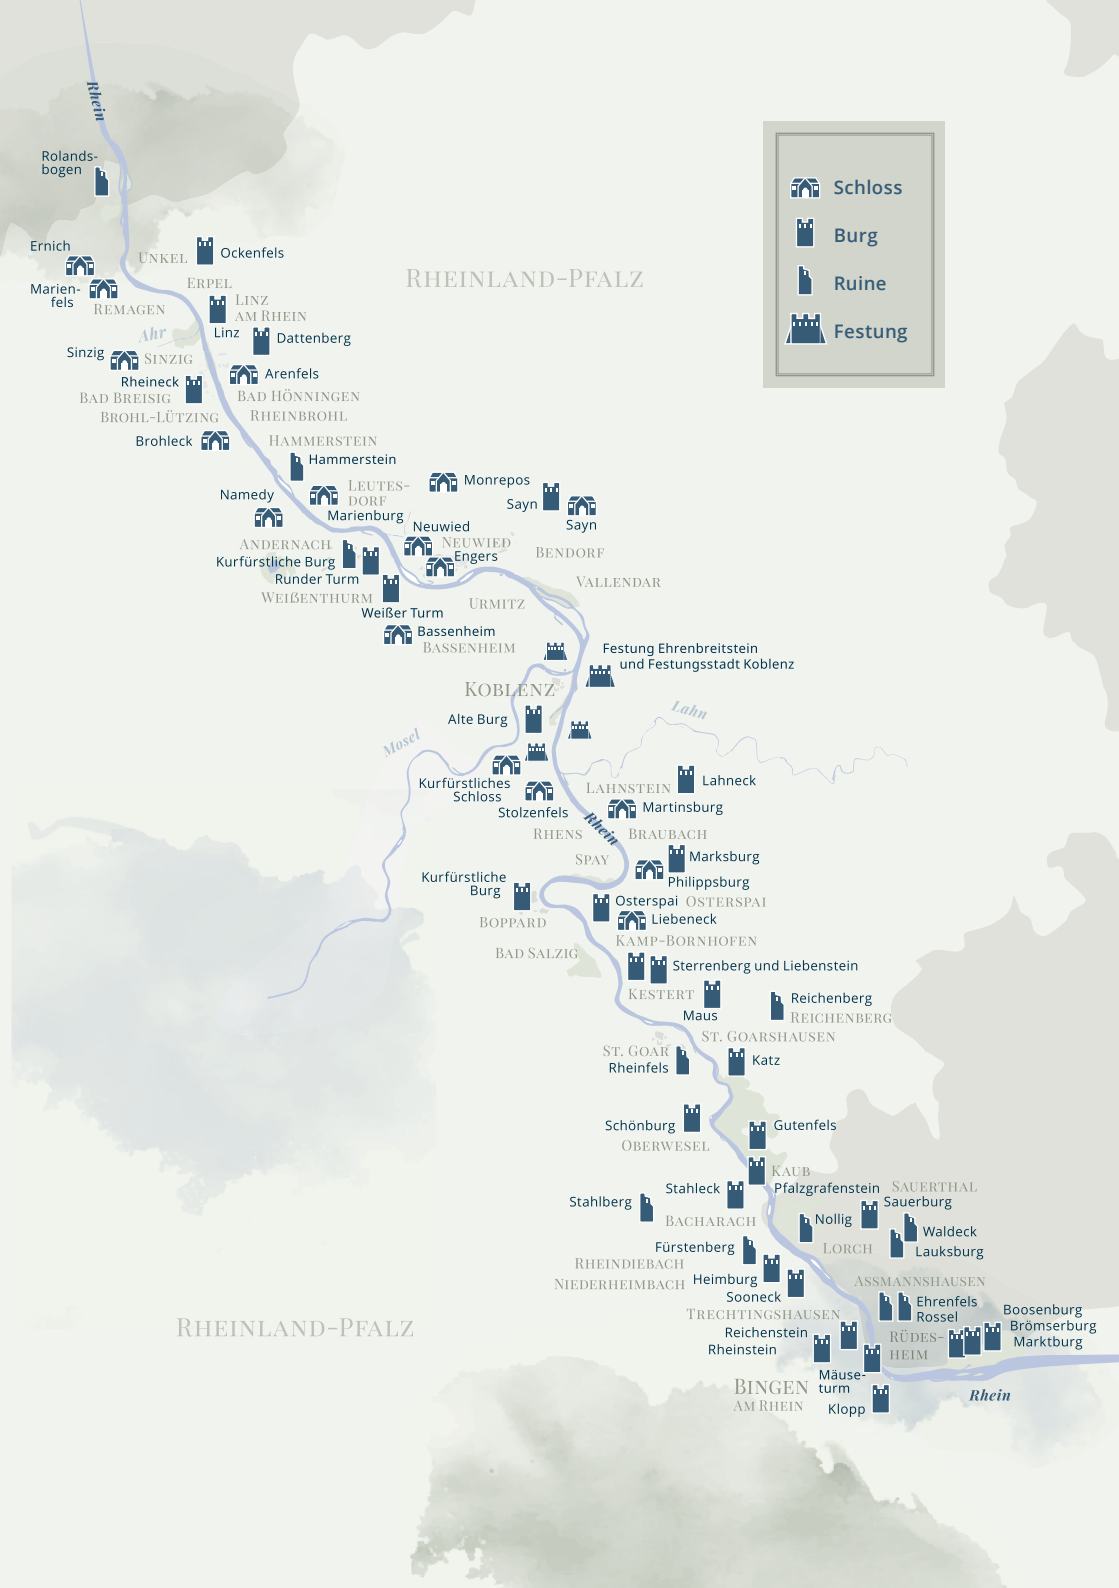 Rhein
Rolands-
bogen
Schloss
Burg
Ruine
Festung
Ernich
Unkel
Ockenfels
Rheinland-Pfalz
Marien-
fels
Erpel
Remagen
Linz
am Rhein
Linz
Ahr
Dattenberg
Sinzig
Sinzig
Rheineck
Arenfels
Bad Breisig
Bad Hönningen
Brohl-Lützing
Rheinbrohl
Brohleck
Hammerstein
Hammerstein
Namedy
Leutes-
dorf
Marienburg
Monrepos
Sayn
Sayn
Neuwied
Neuwied
Engers
Bendorf
Andernach
Kurfürstliche Burg
Runder Turm
Weißenthurm
Weißer Turm
Vallendar
Urmitz
Bassenheim
Bassenheim
Festung Ehrenbreitstein
und Festungsstadt Koblenz
Koblenz
Alte Burg
Lahn
Mosel
Kurfürstliches
Schloss
Stolzenfels
Lahnstein
Lahneck
Martinsburg
Rhein
Rhens
Braubach
Spay
Marksburg
Philippsburg
Kurfürstliche
Burg
Osterspai
Osterspai
Liebeneck
Boppard
Kamp-Bornhofen
Bad Salzig
Sterrenberg und Liebenstein
Kestert
Maus
Reichenberg
Reichenberg
St. Goarshausen
St. Goar
Rheinfels
Katz
Schönburg
Oberwesel
Gutenfels
Kaub
Pfalzgrafenstein
Stahleck
Stahlberg
Bacharach
Sauerthal
Sauerburg
Nollig
Waldeck
Lauksburg
Lorch
Fürstenberg
Rheindiebach
Niederheimbach
Heimburg
Sooneck
Trechtingshausen
Assmannshausen
Ehrenfels
Rossel
Reichenstein
Rheinstein
Rüdes-
heim
Boosenburg
Brömserburg
Marktburg
Rheinland-Pfalz
Mäuse-
turm
Bingen
am Rhein
Klopp
Rhein